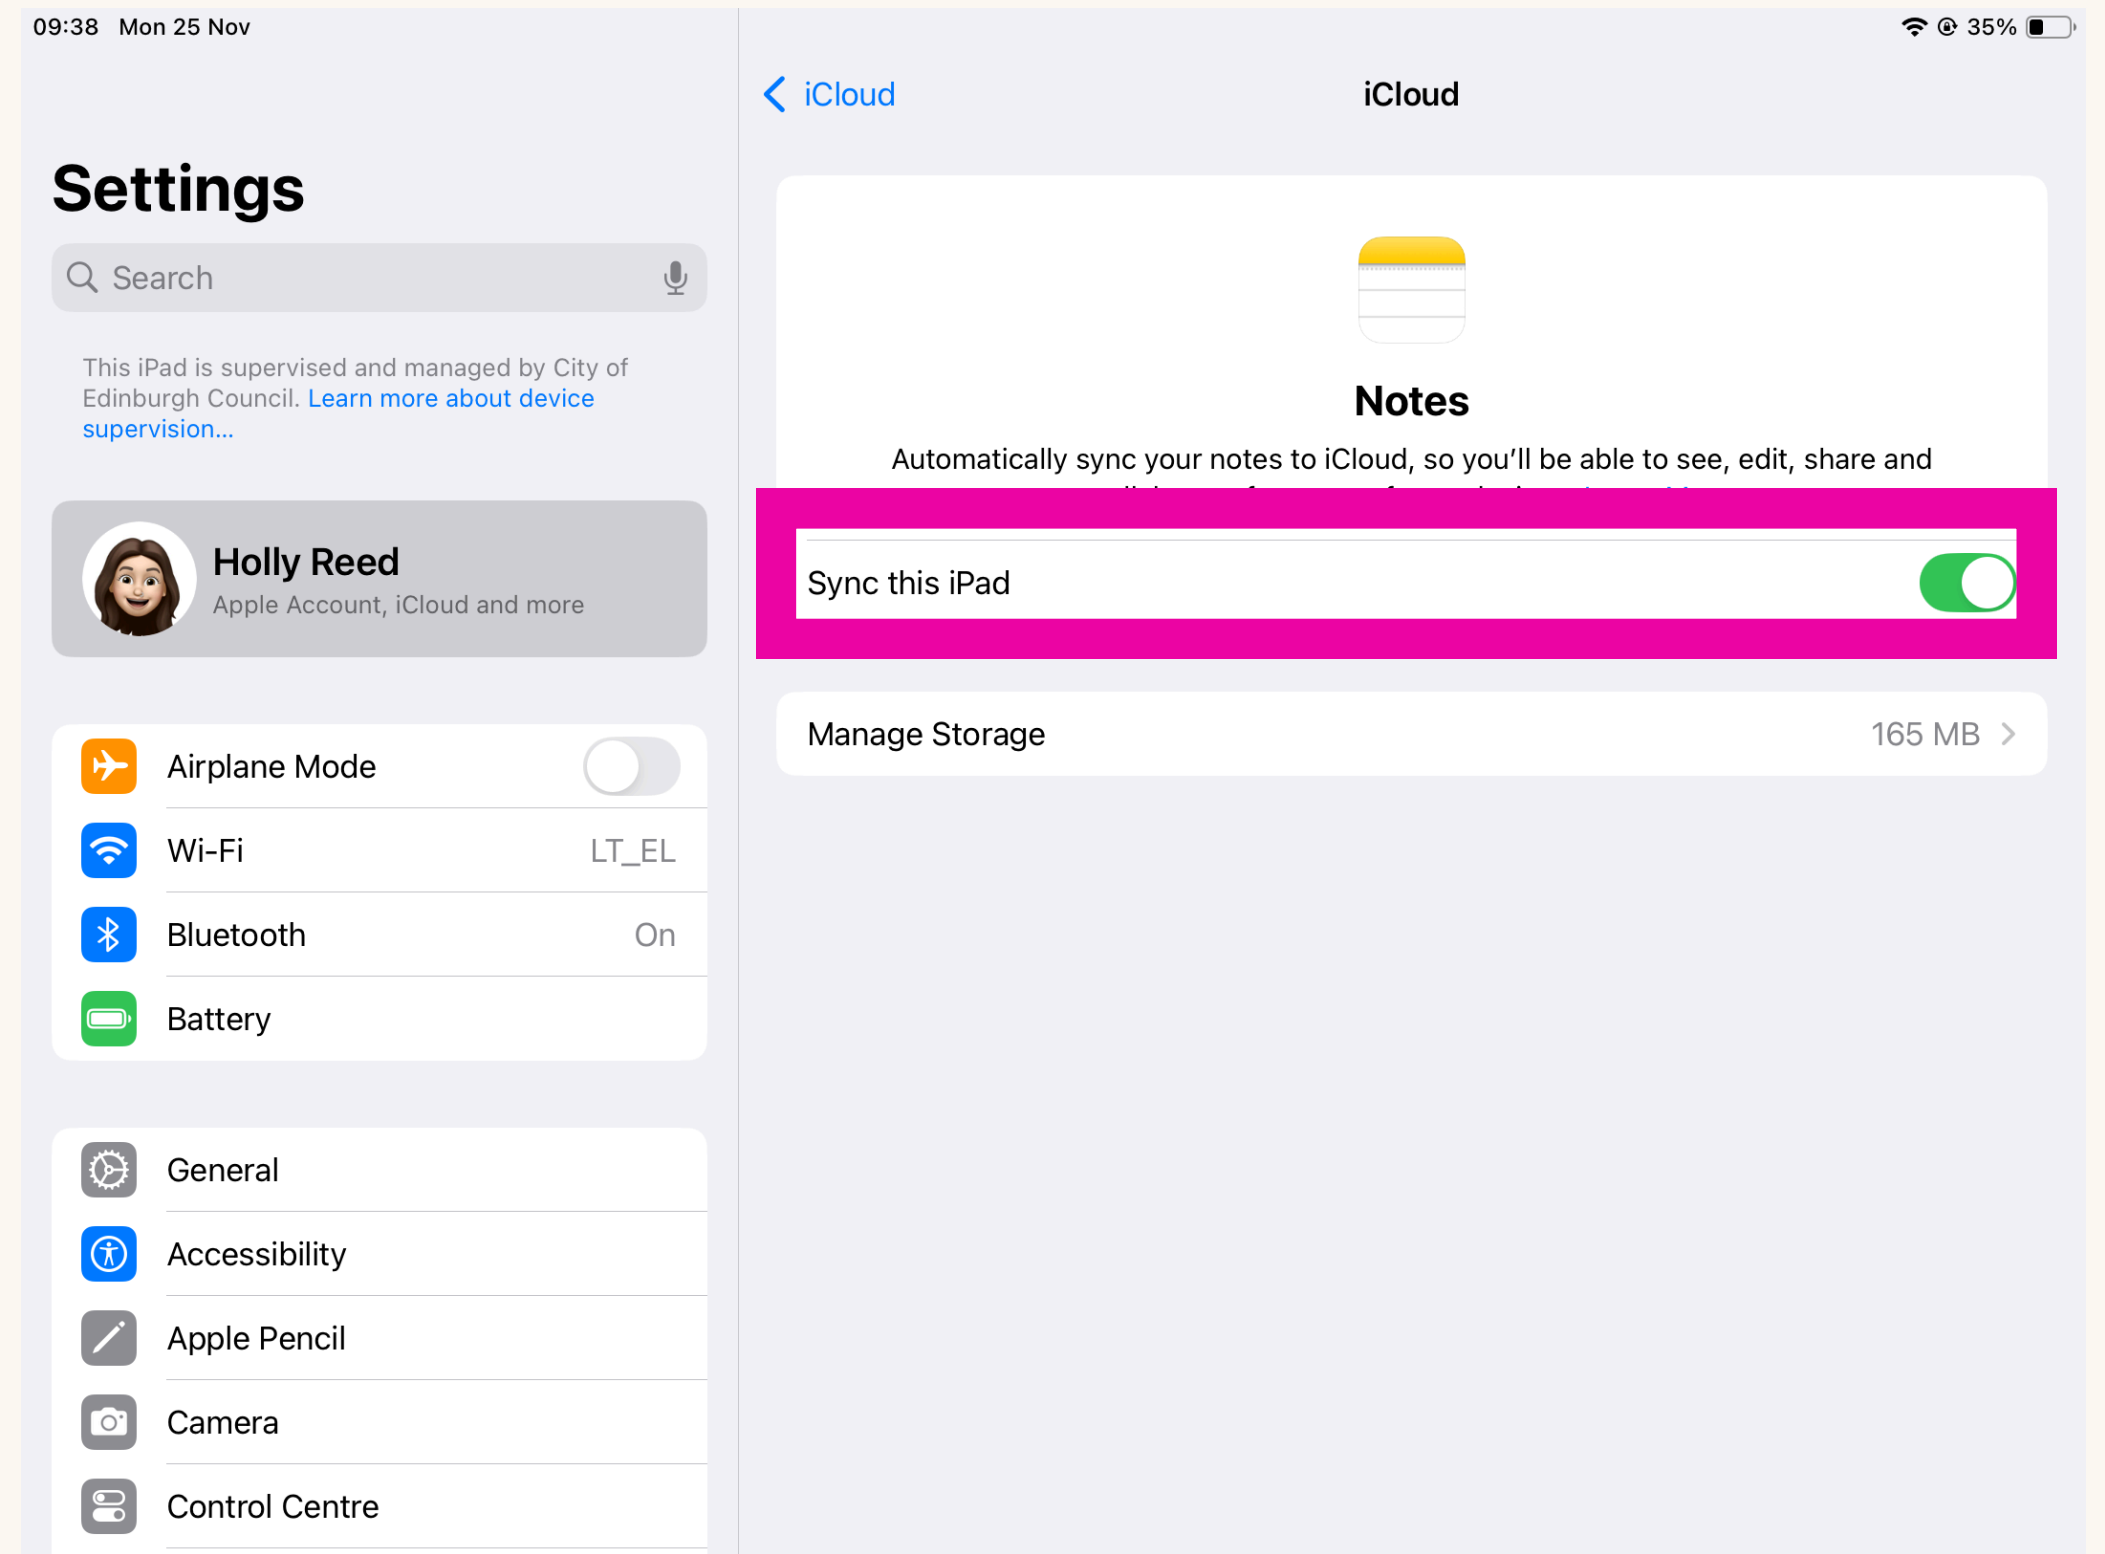 09:38 Mon 25 Nov
35%
Settings
Search
This iPad is supervised and managed by City of
Edinburgh Council. Learn more about device
supervision...
Holly Reed
Apple Account, iCloud and more
Airplane Mode
Wi-Fi LT_EL
Bluetooth On
Battery
General
Accessibility
Apple Pencil
Camera
Control Centre
iCloud
iCloud
Notes
Automatically sync your notes to iCloud, so you’ll be able to see, edit, share and
Sync this iPad
Manage Storage 165 MB